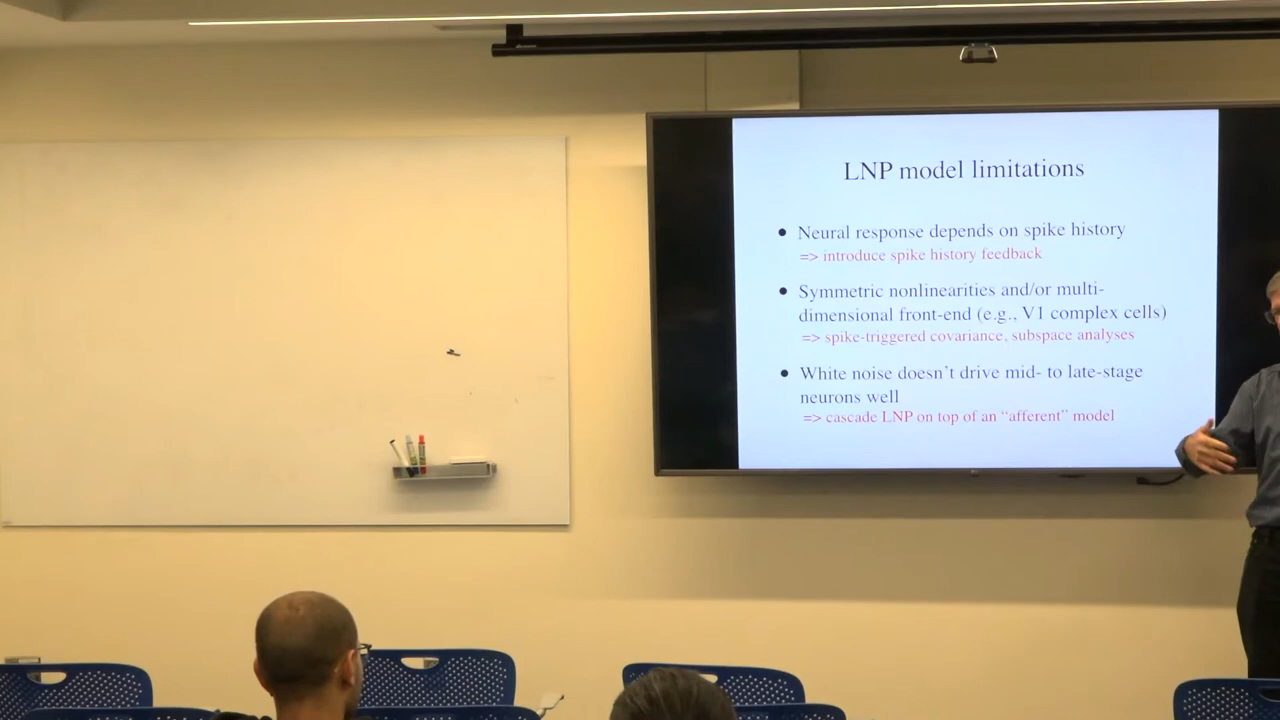 LNP model limitations
• Neural response depends on spike history
=> introduce spike history feedback
• Symmetric nonlinearities and/or multi-
dimensional front-end (e.g., V1 complex cells)
=> spike-triggered covariance, subspace analyses
• White noise doesn't drive mid- to late-stage
neurons well
=> cascade LNP on top of an “afferent” model